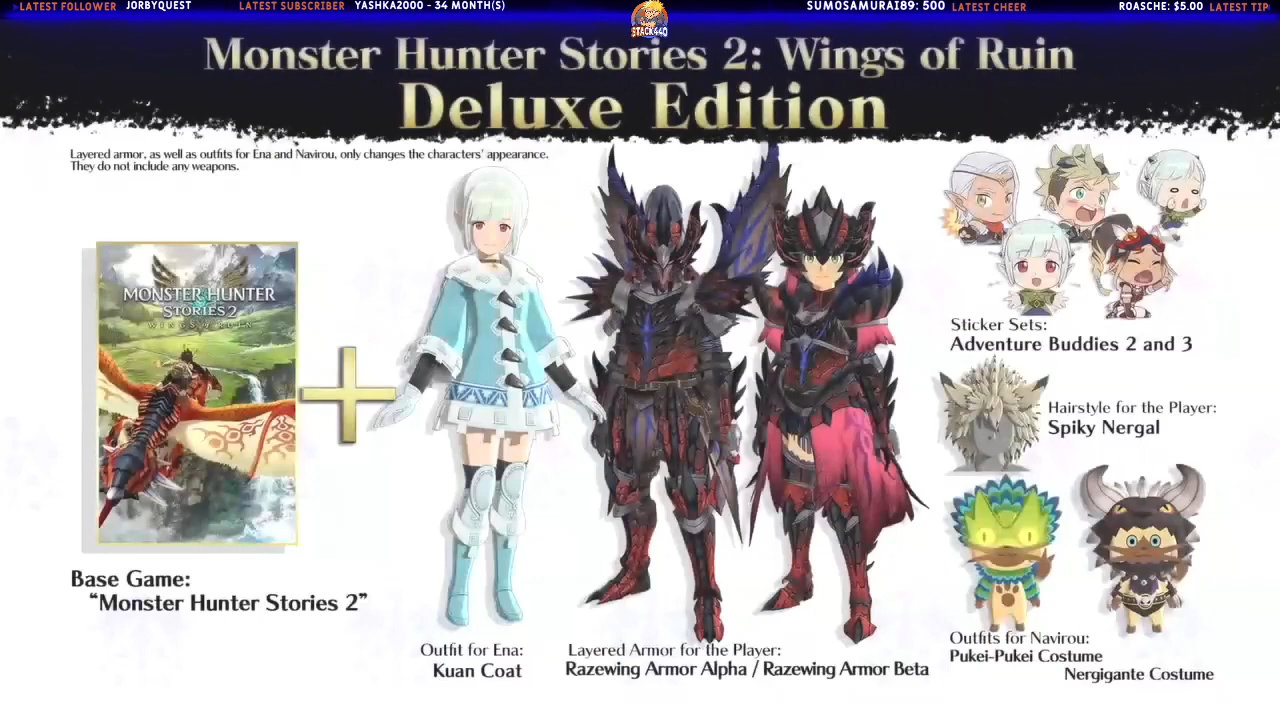 LATEST FOLLOWER JORBYQUEST LATEST SUBSCRIBER YASHKA2000 - 34 MONTH(S) SUMOSAMURAI89: 500 LATEST CHEER ROASCHE: $5.00 LATEST TIP
STACK440
Monster Hunter Stories 2: Wings of Ruin
Deluxe Edition
Layered armor, as well as outfits for Ena and Navirou, only changes the characters' appearance.
They do not include any weapons.
MONSTER HUNTER
STORIES 2
WINGS OF RUIN
Base Game:
“Monster Hunter Stories 2”
Outfit for Ena:
Kuan Coat
Layered Armor for the Player:
Razewing Armor Alpha / Razewing Armor Beta
Sticker Sets:
Adventure Buddies 2 and 3
Hairstyle for the Player:
Spiky Nergal
Outfits for Navirou:
Pukei-Pukei Costume
Nergigante Costume